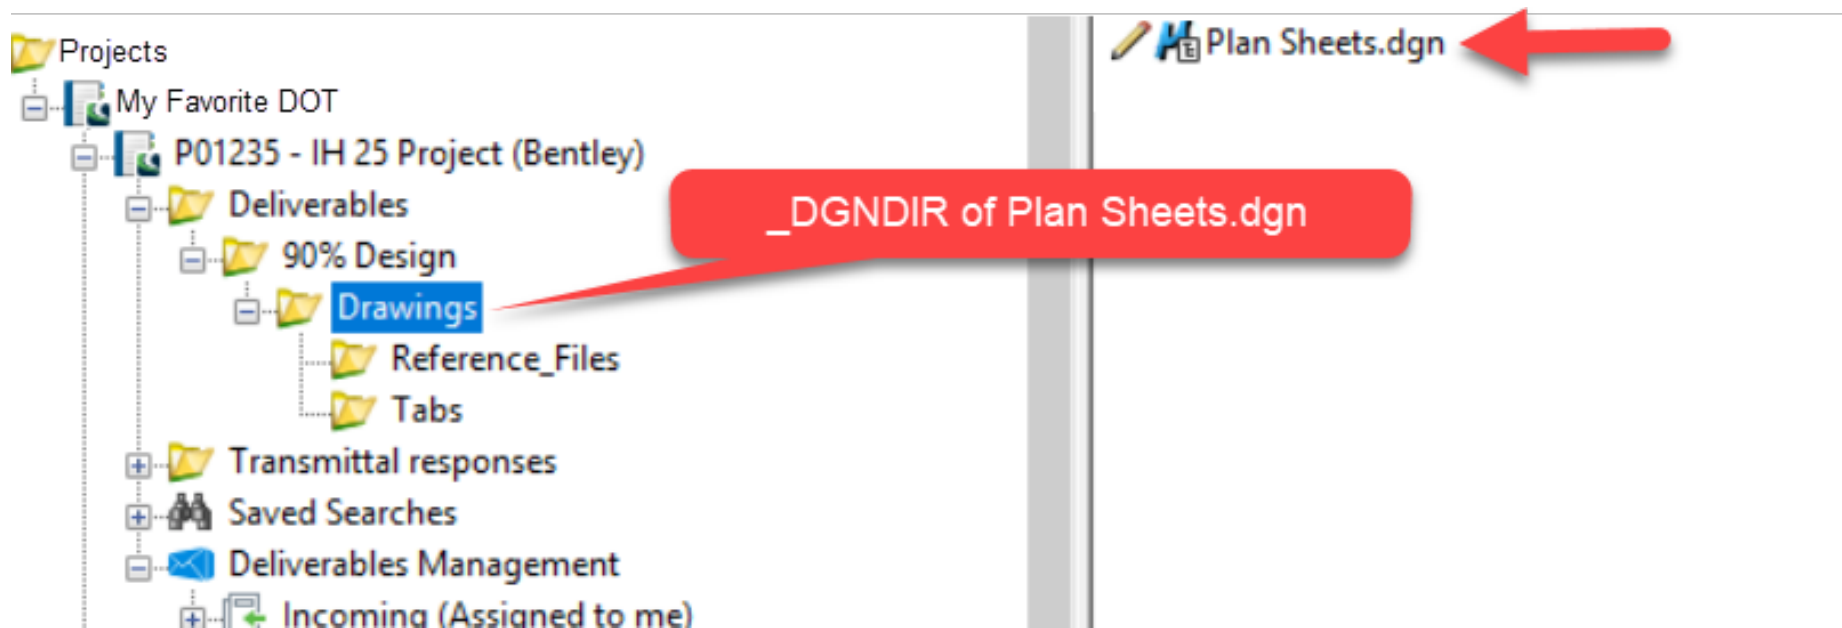 Projects
My Favorite DOT
P01235 - IH 25 Project (Bentley)
Deliverables
90% Design
Drawings
Reference_Files
Tabs
Transmittal responses
Saved Searches
Deliverables Management
Incoming (Assigned to me)
Plan Sheets.dgn
_DGNDIR of Plan Sheets.dgn